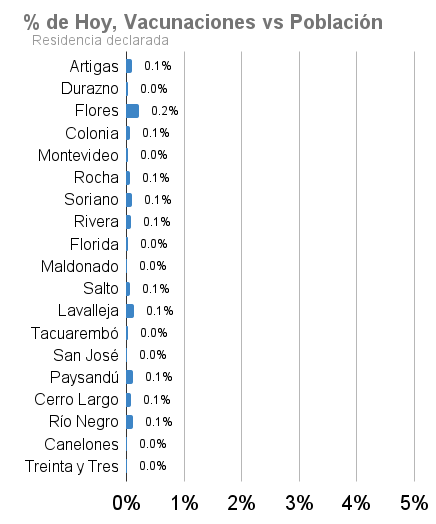 % de Hoy, Vacunaciones vs Población
Residencia declarada
Artigas 0.1%
Durazno 0.0%
Flores 0.2%
Colonia 0.1%
Montevideo 0.0%
Rocha 0.1%
Soriano 0.1%
Rivera 0.1%
Florida 0.0%
Maldonado 0.0%
Salto 0.1%
Lavalleja 0.1%
Tacuarembó 0.0%
San José 0.0%
Paysandú 0.1%
Cerro Largo 0.1%
Río Negro 0.1%
Canelones 0.0%
Treinta y Tres 0.0%
0% 1% 2% 3% 4% 5%